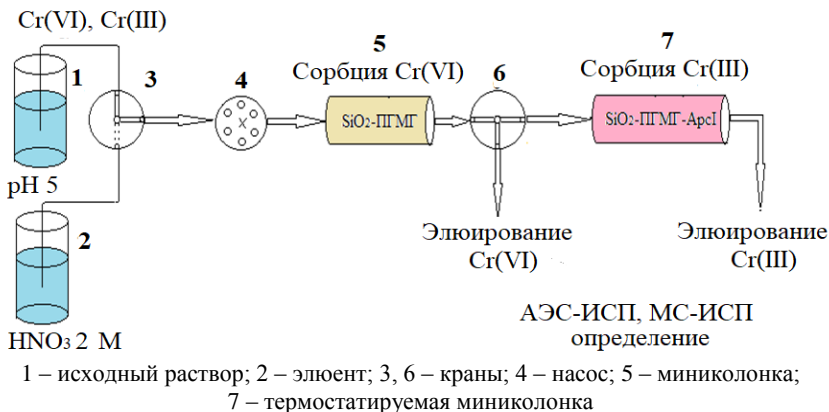 Cr(VI), Cr(III)
1
3
4
5
Сорбция Cr(VI)
6
7
Сорбция Cr(III)
SiO2-ПГМГ
SiO2-ПГМГ-АрсI
pH 5
2
HNO3 2 М
Элюирование
Cr(VI)
Элюирование
Cr(III)
АЭС-ИСП, МС-ИСП
определение
1 – исходный раствор; 2 – элюент; 3, 6 – краны; 4 – насос; 5 – миниколонка;
7 – термостатируемая миниколонка